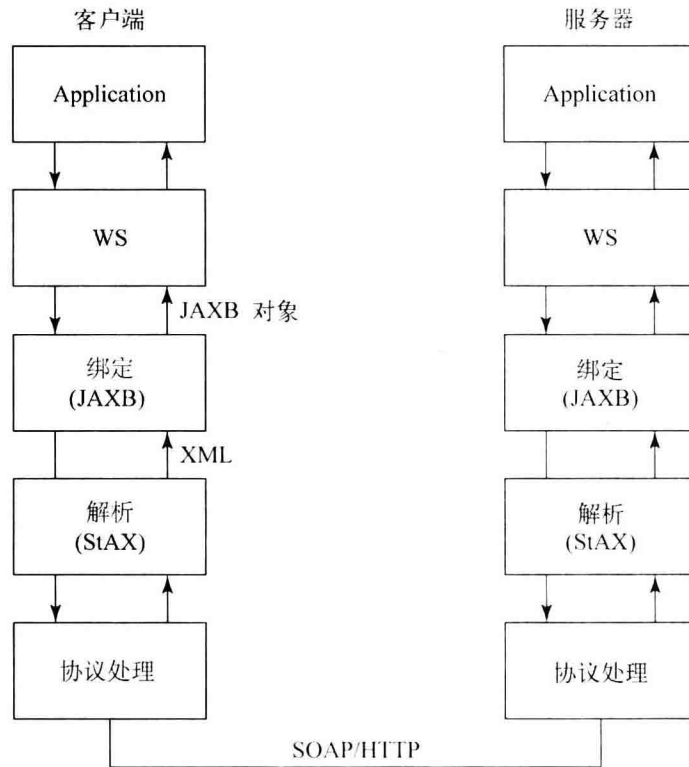 客户端
服务器
Application
Application
WS
WS
JAXB 对象
绑定
(JAXB)
绑定
(JAXB)
XML
解析
(StAX)
解析
(StAX)
协议处理
协议处理
SOAP/HTTP